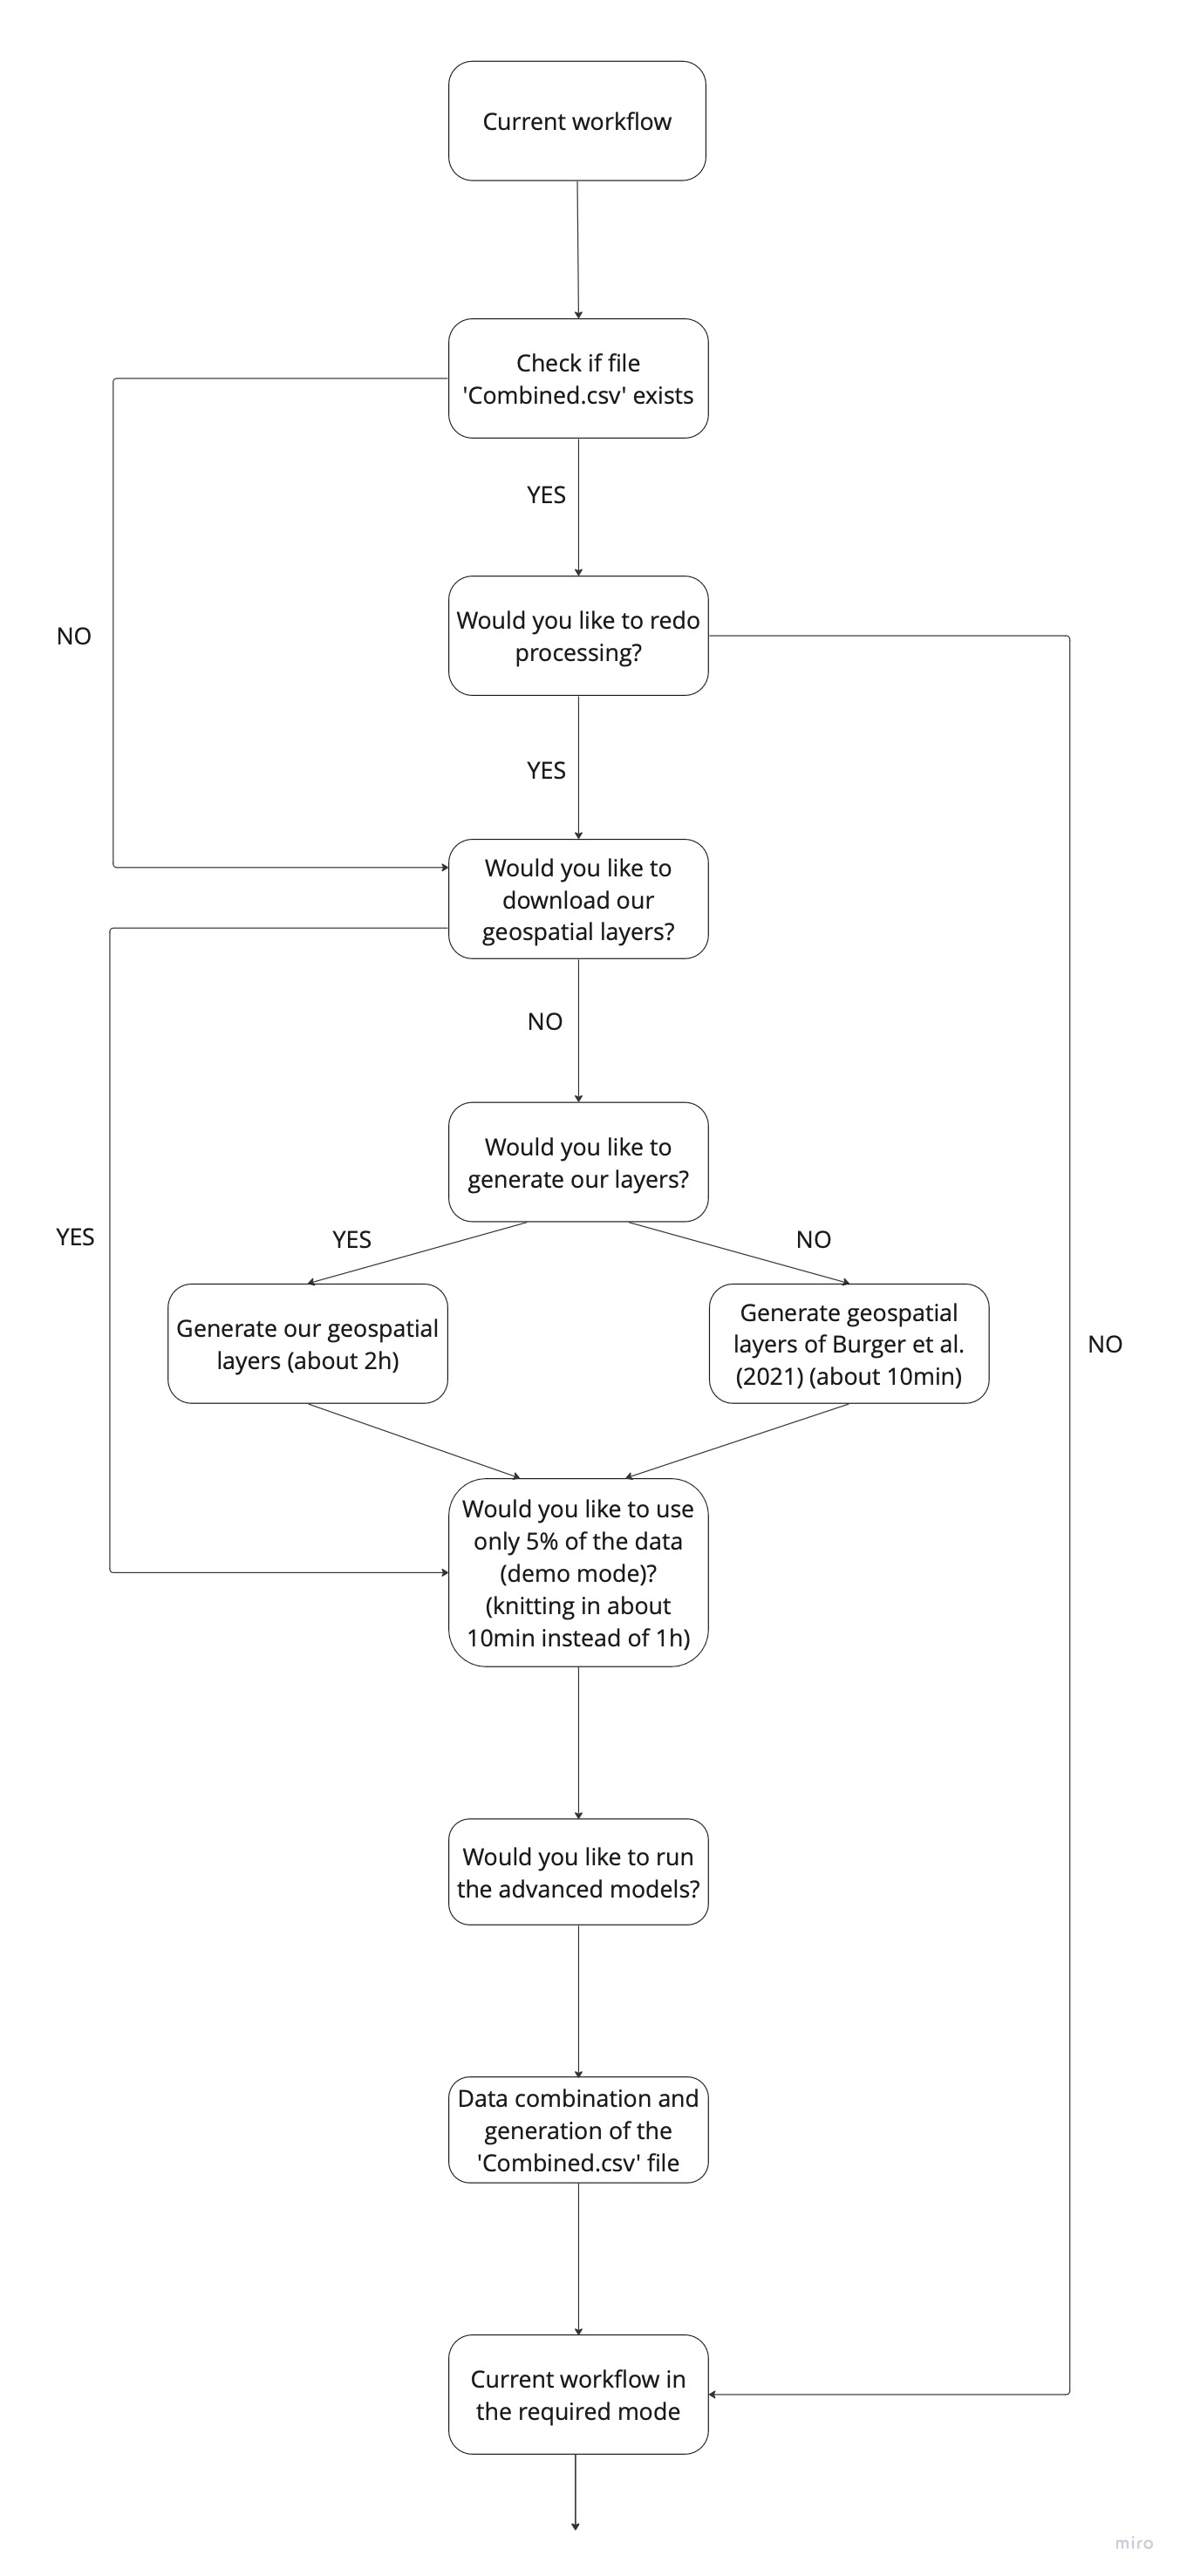 Current workflow
Check if file
'Combined.csv' exists
YES
NO
Would you like to redo
processing?
YES
Would you like to
download our
geospatial layers?
NO
Would you like to
generate our layers?
YES
YES
NO
Generate our geospatial
layers (about 2h)
Generate geospatial
layers of Burger et al.
(2021) (about 10min)
NO
Would you like to use
only 5% of the data
(demo mode)?
(knitting in about
10min instead of 1h)
Would you like to run
the advanced models?
Data combination and
generation of the
'Combined.csv' file
Current workflow in
the required mode
miro